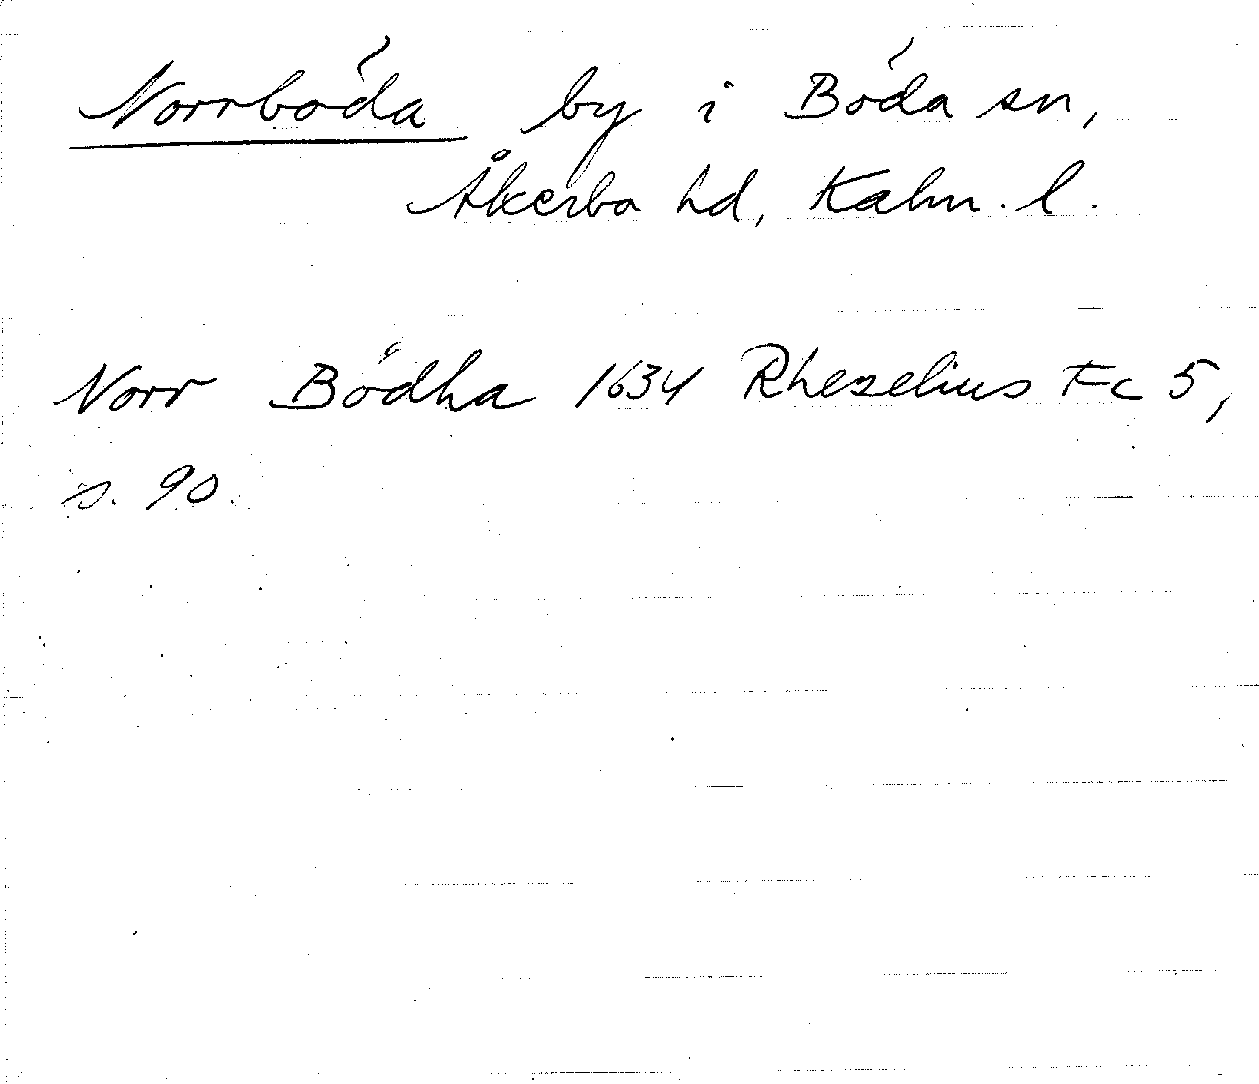 Norrböda by i Böda sn,
Åkerbo hd, Kalm. l.
Norr Bödha 1634 Rhezelius Fc 5,
s. 90.